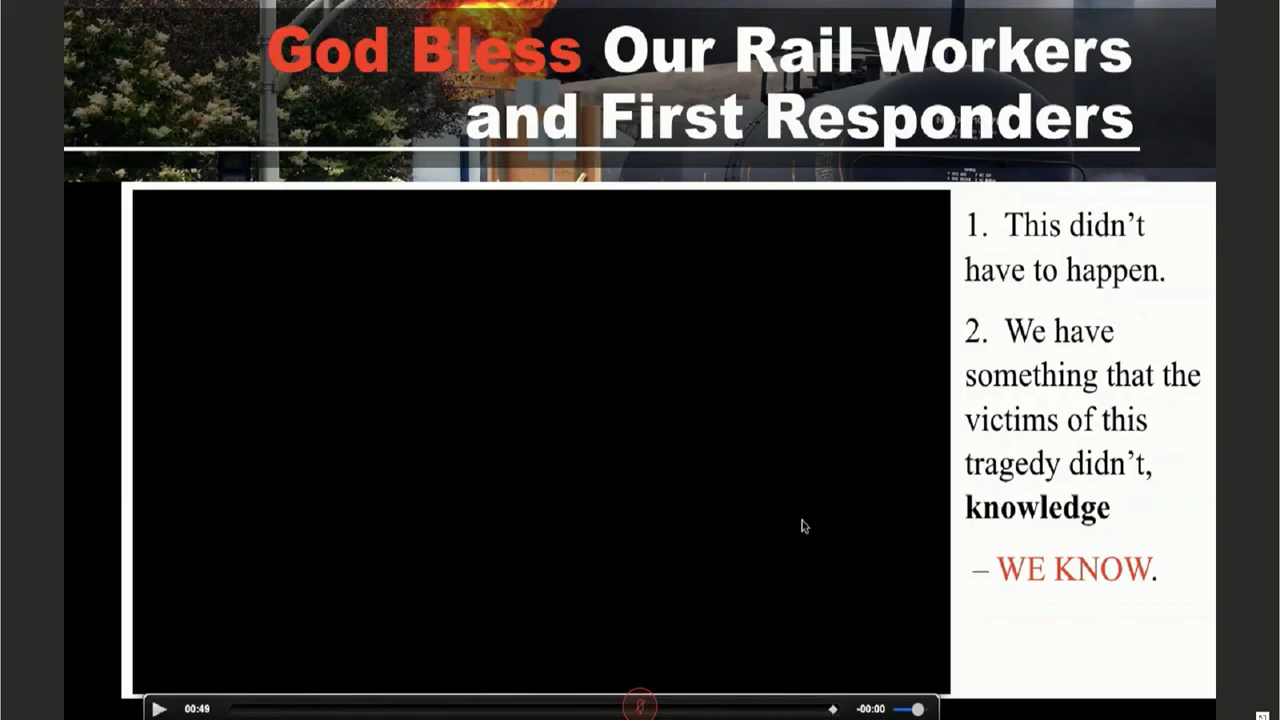 God Bless Our Rail Workers
and First Responders
1. This didn’t
have to happen.
2. We have
something that the
victims of this
tragedy didn’t,
knowledge
– WE KNOW.
00:49
-00:00